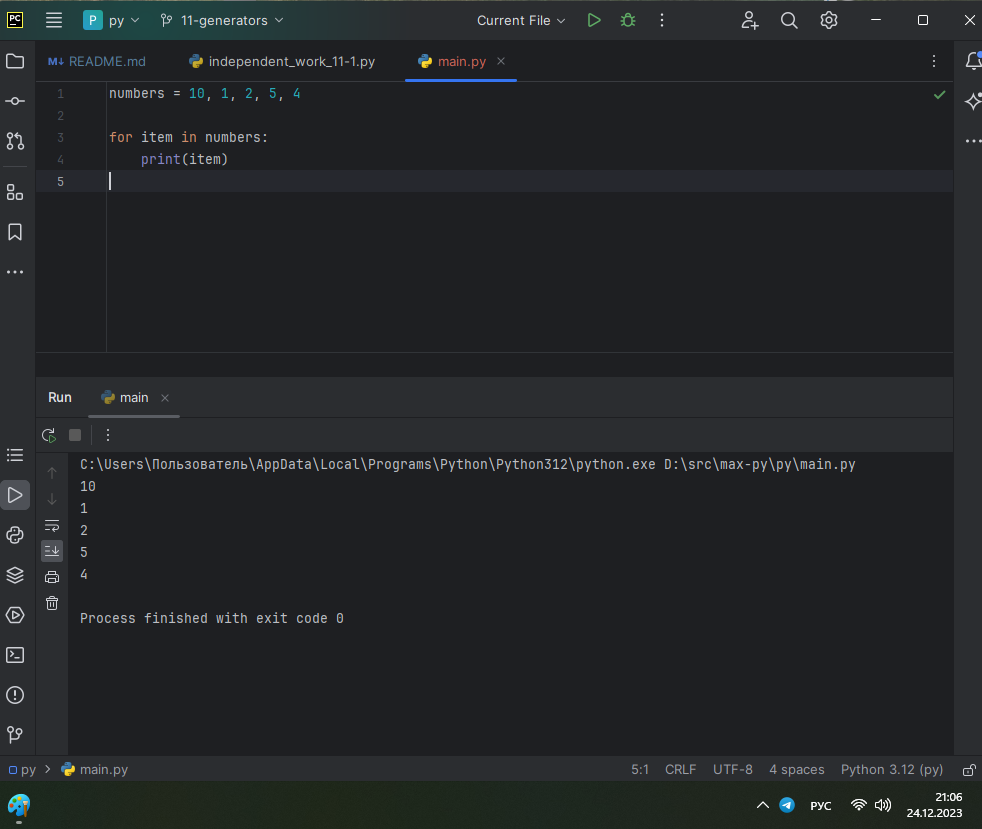 PC P py 11-generators Current File
M↓ README.md independent_work_11-1.py main.py
1 numbers = 10, 1, 2, 5, 4
2
3 for item in numbers:
4 print(item)
5
Run main
C:\Users\Пользователь\AppData\Local\Programs\Python\Python312\python.exe D:\src\max-py\py\main.py
10
1
2
5
4
Process finished with exit code 0
py main.py 5:1 CRLF UTF-8 4 spaces Python 3.12 (py)
РУС 21:06
24.12.2023